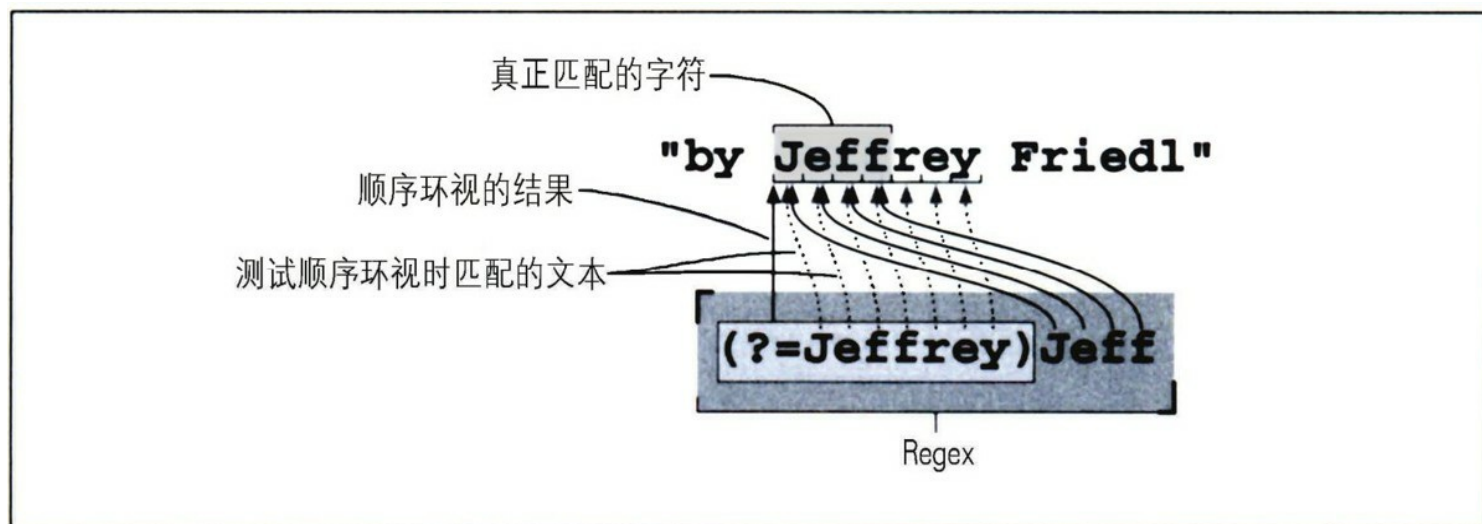 真正匹配的字符
"by Jeffrey Friedl"
顺序环视的结果
测试顺序环视时匹配的文本
(?=Jeffrey)Jeff
Regex